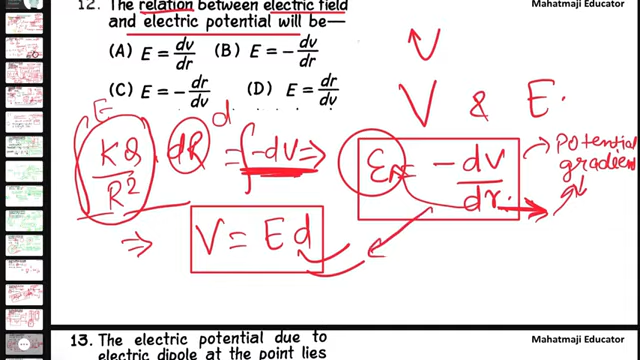 Mahatmaji Educator
12. The relation between electric field
and electric potential will be—
(A) E = dv/dr (B) E = - dv/dr
(C) E = - dr/dv (D) E = dr/dv
V
V & E.
E
d
KQ/R² dR = ∫-dV ⇒
E = - dV/dr
Potential
gradient
⇒ V = Ed
13. The electric potential due to
electric dipole at the point lies
Mahatmaji Educator